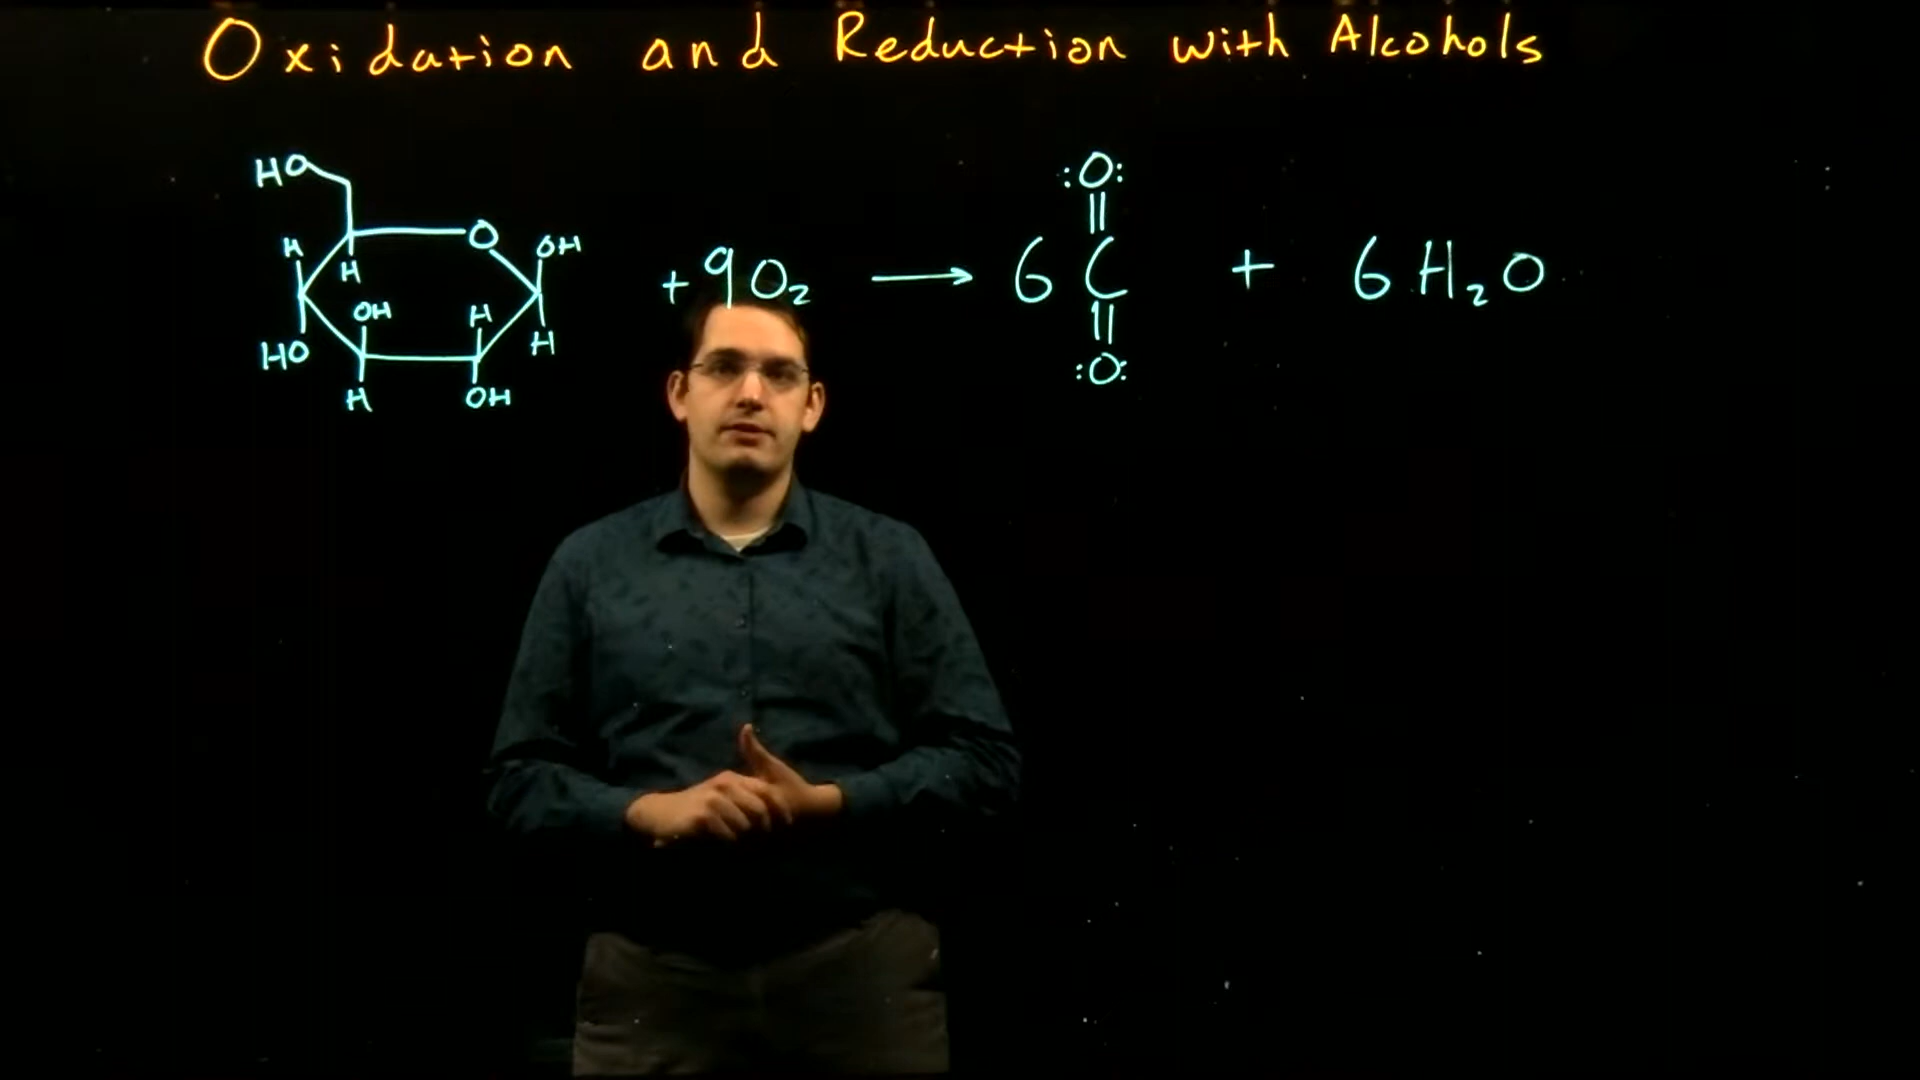 Oxidation and Reduction with Alcohols
HO
H
H
O
OH
OH
H
HO
H
H
OH
+ 9O₂ → 6 C + 6 H₂O
:O:
:O: